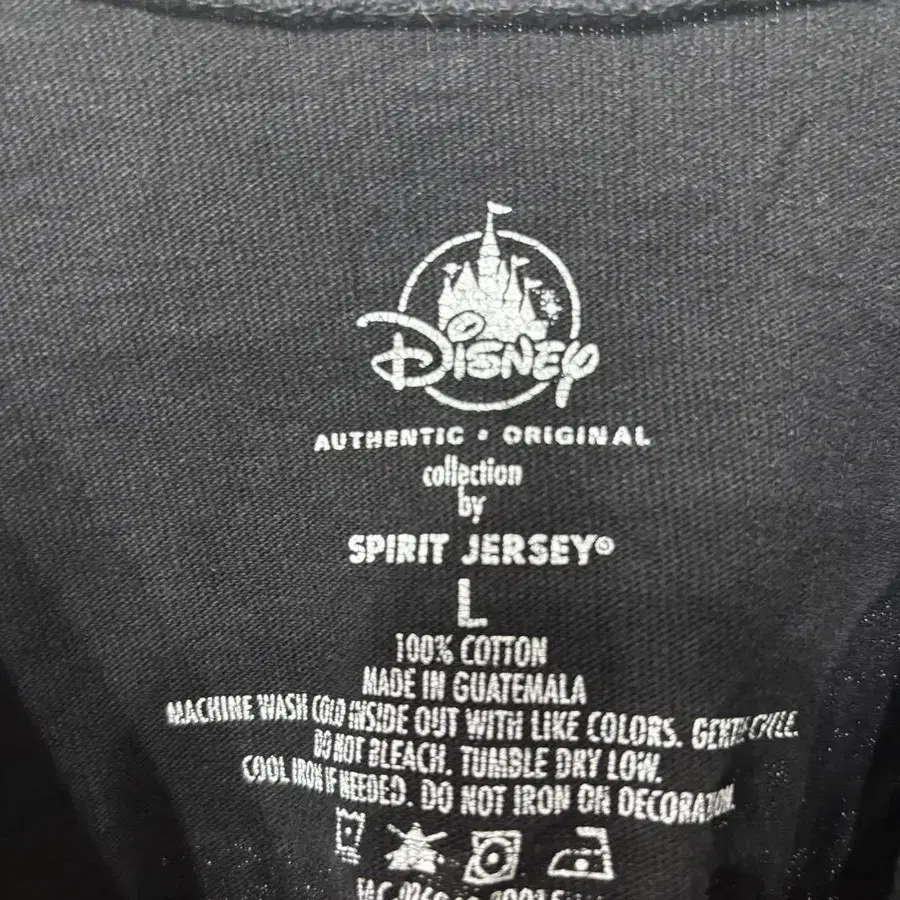 DISNEY
AUTHENTIC • ORIGINAL
collection
by
SPIRIT JERSEY®
L
100% COTTON
MADE IN GUATEMALA
MACHINE WASH COLD INSIDE OUT WITH LIKE COLORS. GENTLE CYCLE.
DO NOT BLEACH. TUMBLE DRY LOW.
COOL IRON IF NEEDED. DO NOT IRON ON DECORATION.